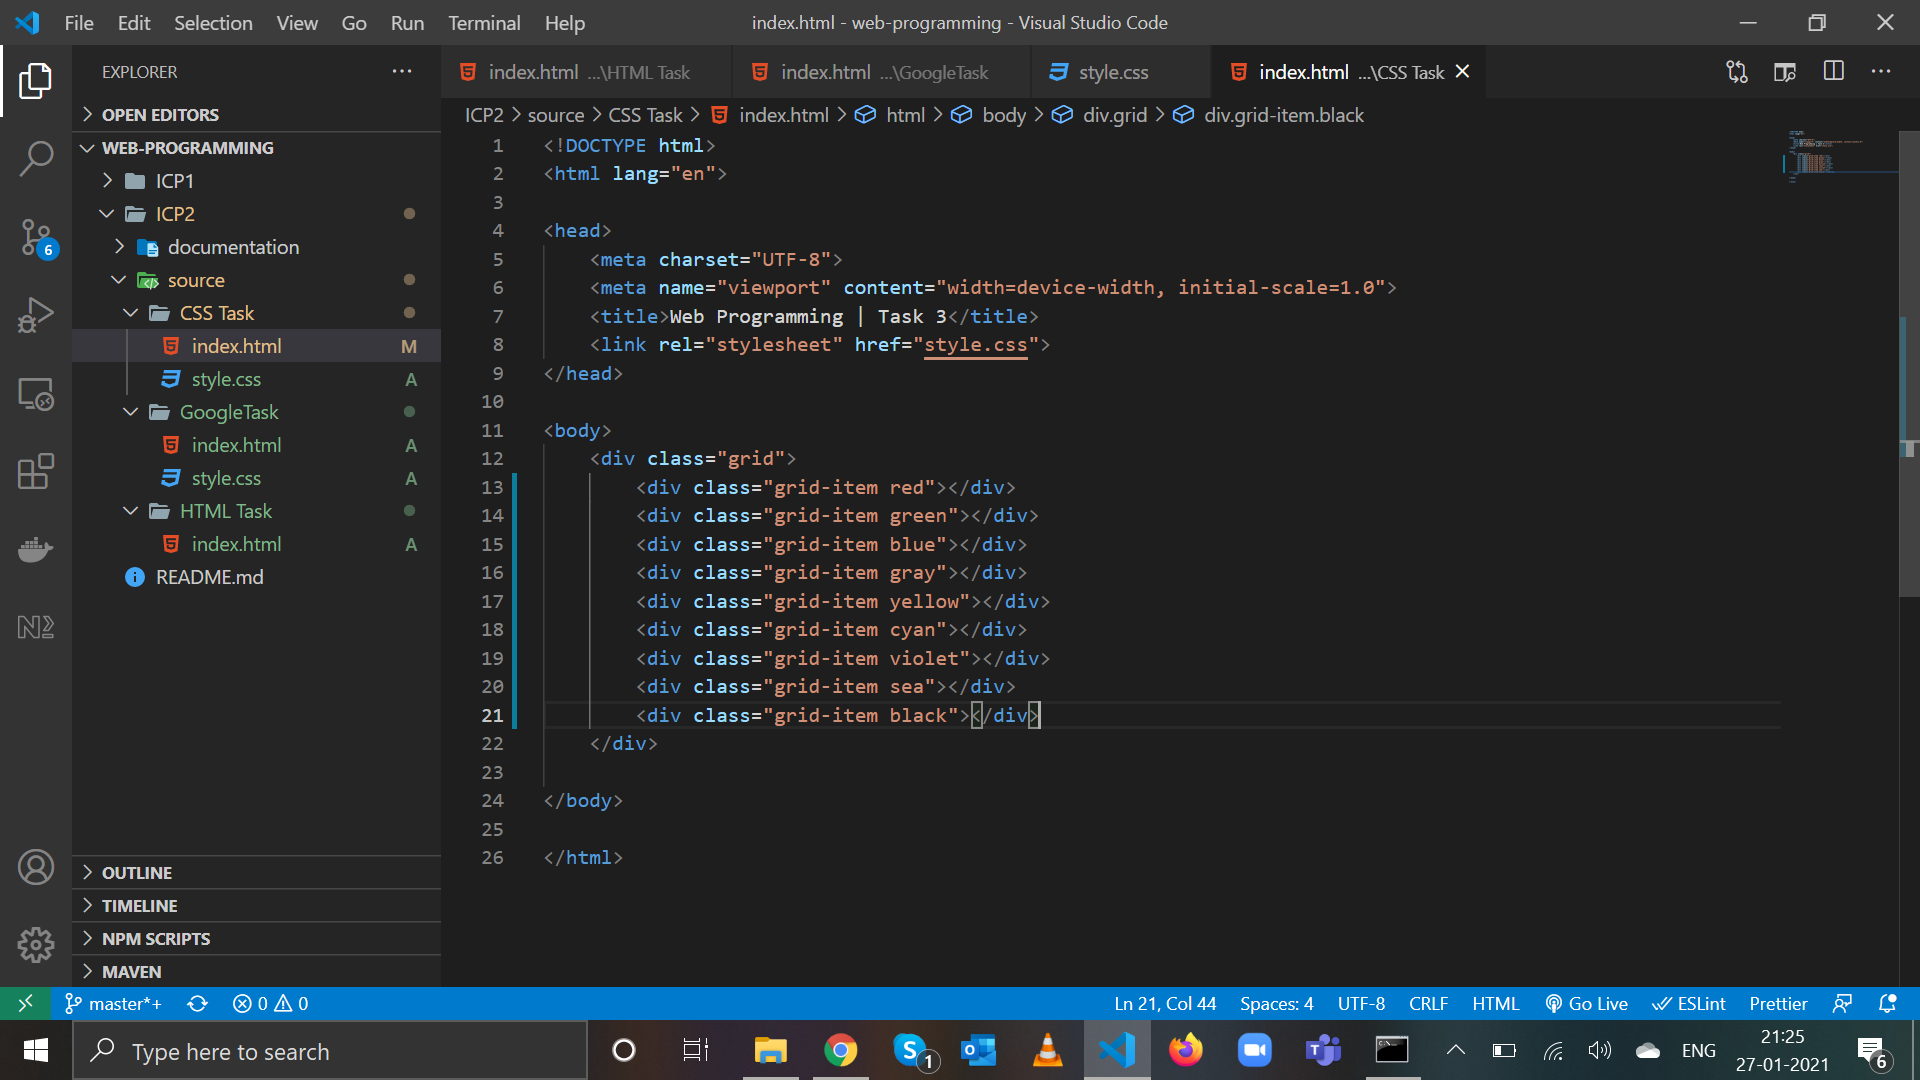 File Edit Selection View Go Run Terminal Help
index.html - web-programming - Visual Studio Code
EXPLORER
index.html ...\HTML Task
index.html ...\GoogleTask
style.css
index.html ...\CSS Task
OPEN EDITORS
ICP2 > source > CSS Task > index.html > html > body > div.grid > div.grid-item.black
WEB-PROGRAMMING
ICP1
ICP2
documentation
source
CSS Task
index.html M
style.css A
GoogleTask
index.html A
style.css A
HTML Task
index.html A
README.md
OUTLINE
TIMELINE
NPM SCRIPTS
MAVEN
6
1 <!DOCTYPE html>
2 <html lang="en">
3
4 <head>
5     <meta charset="UTF-8">
6     <meta name="viewport" content="width=device-width, initial-scale=1.0">
7     <title>Web Programming | Task 3</title>
8     <link rel="stylesheet" href="style.css">
9 </head>
10
11 <body>
12     <div class="grid">
13         <div class="grid-item red"></div>
14         <div class="grid-item green"></div>
15         <div class="grid-item blue"></div>
16         <div class="grid-item gray"></div>
17         <div class="grid-item yellow"></div>
18         <div class="grid-item cyan"></div>
19         <div class="grid-item violet"></div>
20         <div class="grid-item sea"></div>
21         <div class="grid-item black"></div>
22     </div>
23
24 </body>
25
26 </html>
master*+ 0 0 Ln 21, Col 44 Spaces: 4 UTF-8 CRLF HTML Go Live ESLint Prettier
Type here to search
1
ENG
21:25
27-01-2021
6